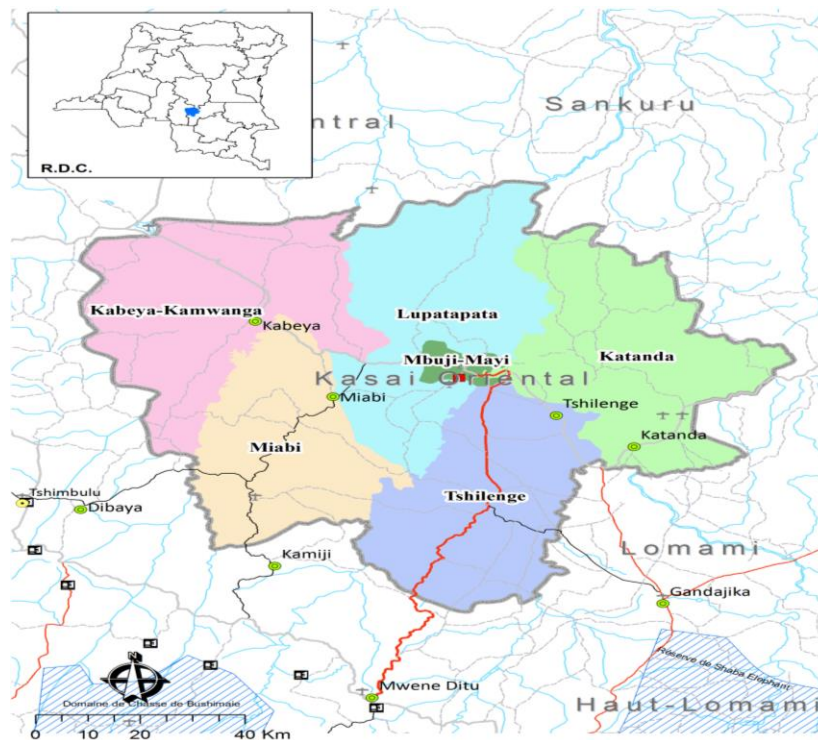 R.D.C.
ntral
Sankuru
Kabeya-Kamwanga
Kabeya
Lupatapata
Mbuji-Mayi
Katanda
Kasai Oriental
Miabi
Tshilenge
Katanda
Miabi
Tshilenge
Tshimbulu
Dibaya
Kamiji
Lomami
Gandajika
Réserve de Shaba Elephant
Mwene Ditu
Domaine de Chasse de Bushimaie
Haut-Lomami
0 10 20 40 Km